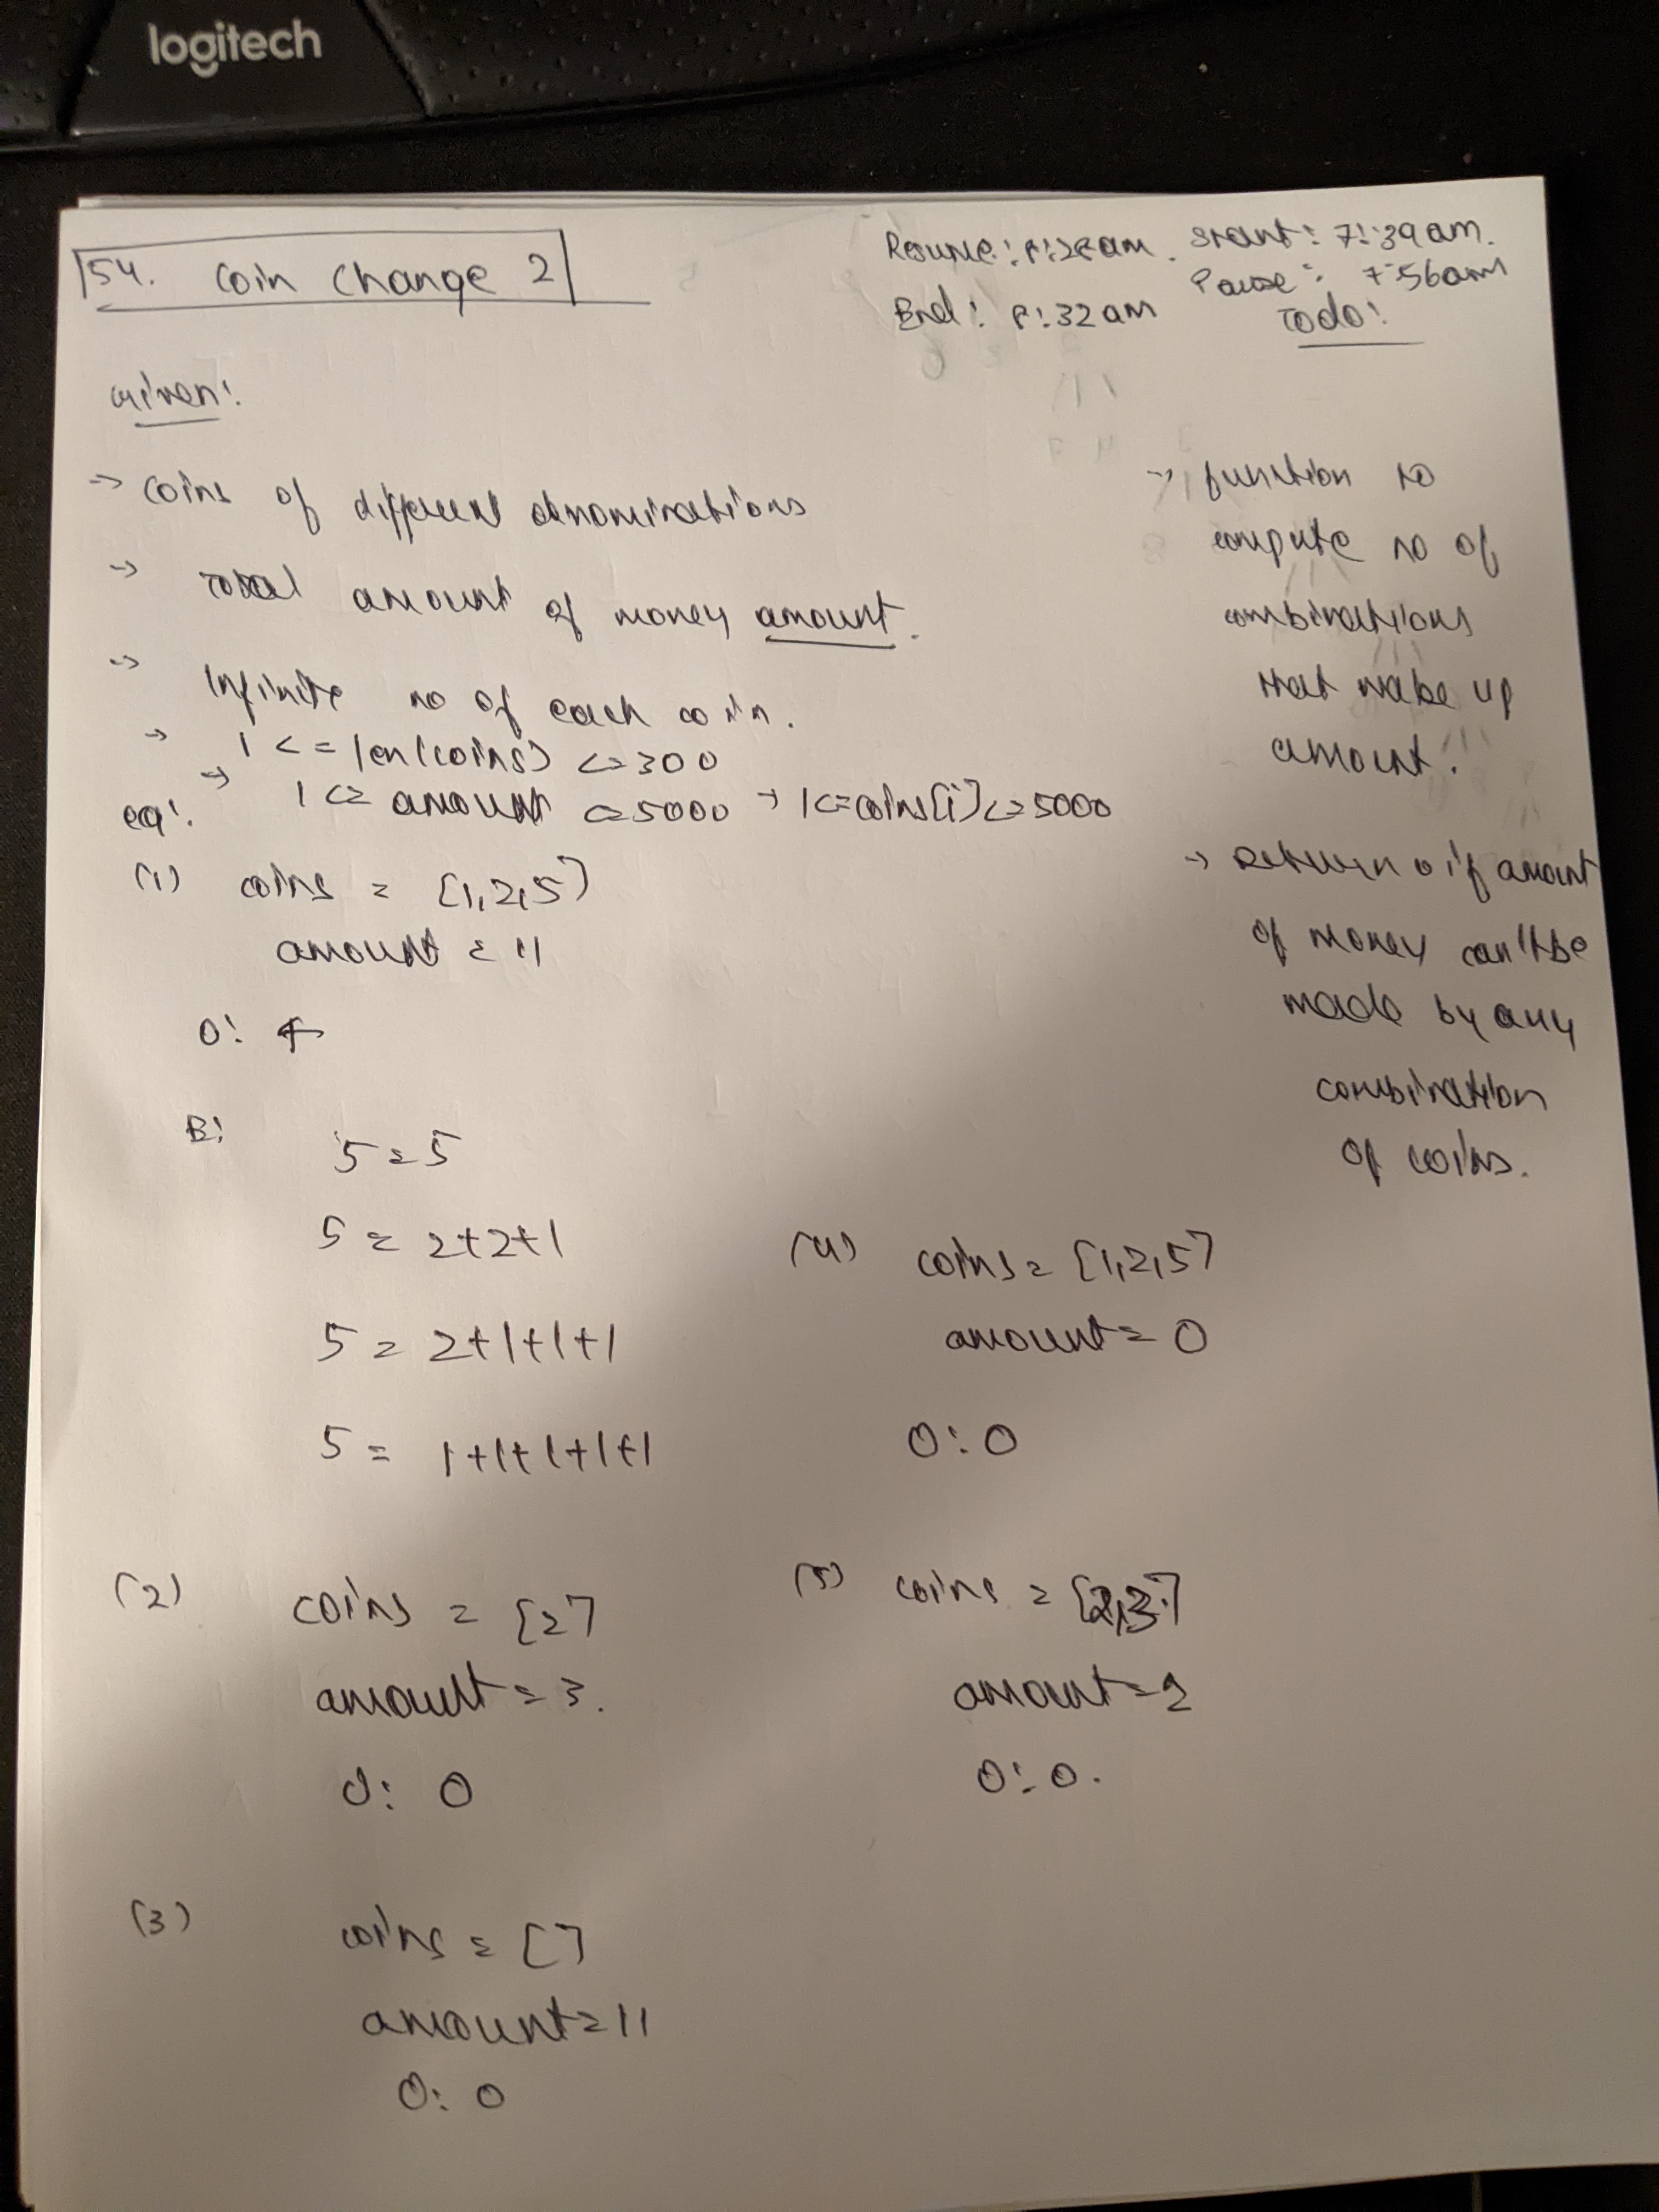 logitech
54. Coin Change 2
Resume: 8:28am. Start: 7:39am.
Pause: 7:56am
End: 8:32am
Todo:
Given:
→ coins of different denominations
→ Total amount of money amount.
→ Infinite no of each coin.
→ 1 <= len(coins) <= 300
→ 1 <= amount <= 5000 → 1 <= coins[i] <= 5000
eg:
(1) coins = [1,2,5]
amount = 11
O: 4
E:
5 = 5
5 = 2+2+1
5 = 2+1+1+1
5 = 1+1+1+1+1
(2) coins = [2]
amount = 3.
O: 0
(3) coins = []
amount = 11
O: 0
→ function to
compute no of
combinations
that make up
amount.
→ Return 0 if amount
of money can't be
made by any
combination
of coins.
(4) coins = [1,2,5]
amount = 0
O: 0
(5) coins = [2,3]
amount = 2
O: 0.